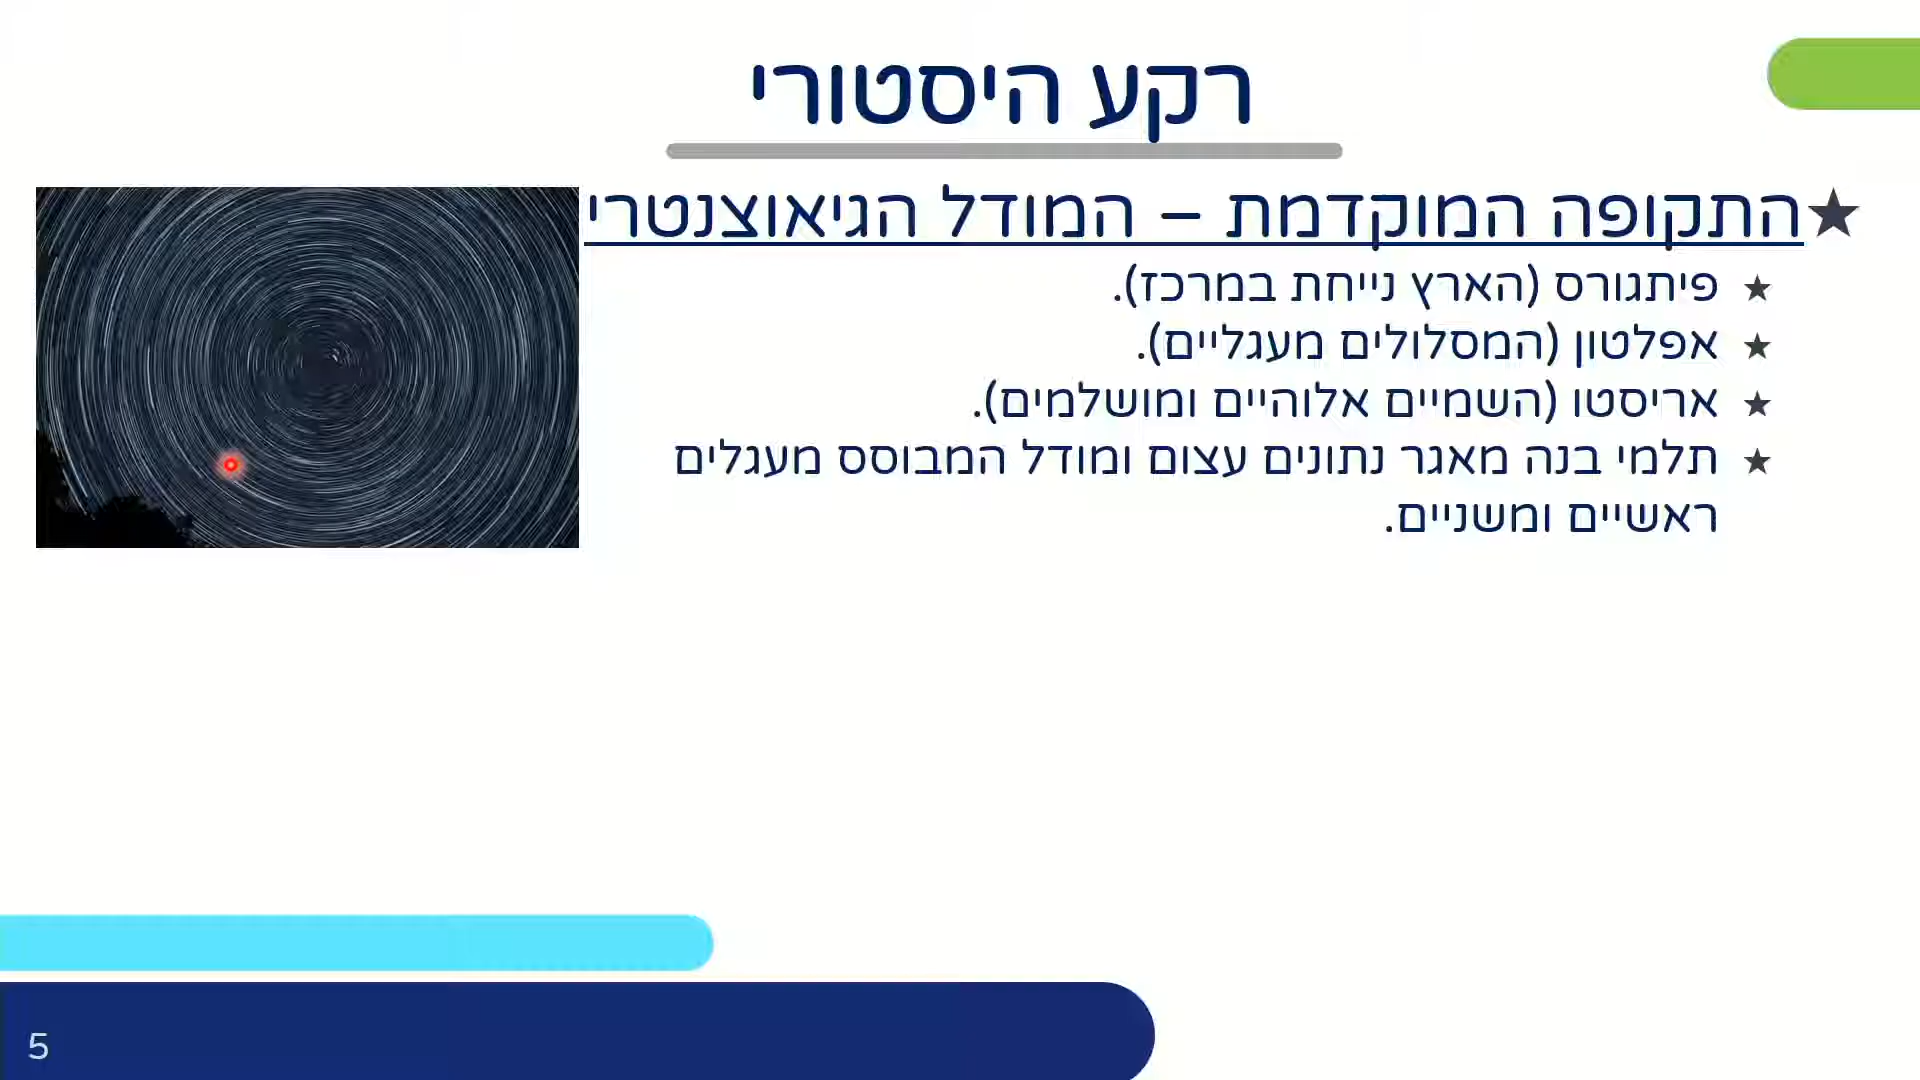 רקע היסטורי
★התקופה המוקדמת – המודל הגיאוצנטרי
★ פיתגורס (הארץ נייחת במרכז).
★ אפלטון (המסלולים מעגליים).
★ אריסטו (השמיים אלוהיים ומושלמים).
★ תלמי בנה מאגר נתונים עצום ומודל המבוסס מעגלים
ראשיים ומשניים.
5